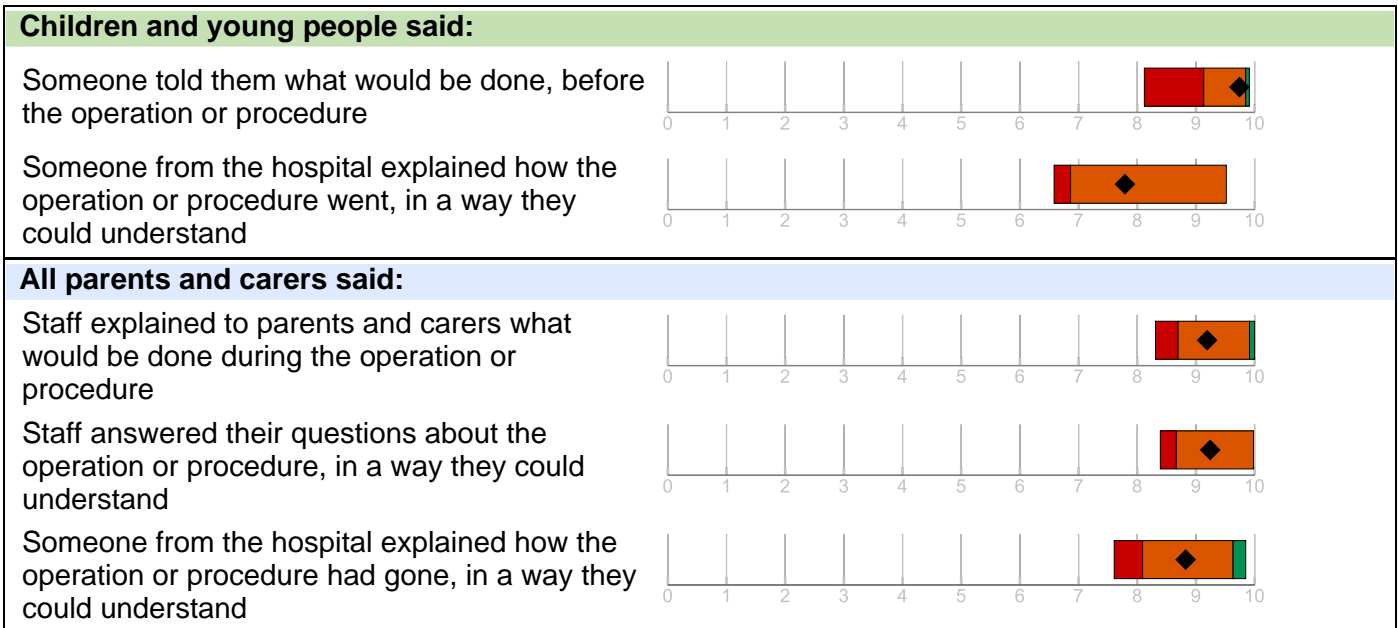 Children and young people said:
Someone told them what would be done, before
the operation or procedure
0 1 2 3 4 5 6 7 8 9 10
Someone from the hospital explained how the
operation or procedure went, in a way they
could understand
0 1 2 3 4 5 6 7 8 9 10
All parents and carers said:
Staff explained to parents and carers what
would be done during the operation or
procedure
0 1 2 3 4 5 6 7 8 9 10
Staff answered their questions about the
operation or procedure, in a way they could
understand
0 1 2 3 4 5 6 7 8 9 10
Someone from the hospital explained how the
operation or procedure had gone, in a way they
could understand
0 1 2 3 4 5 6 7 8 9 10